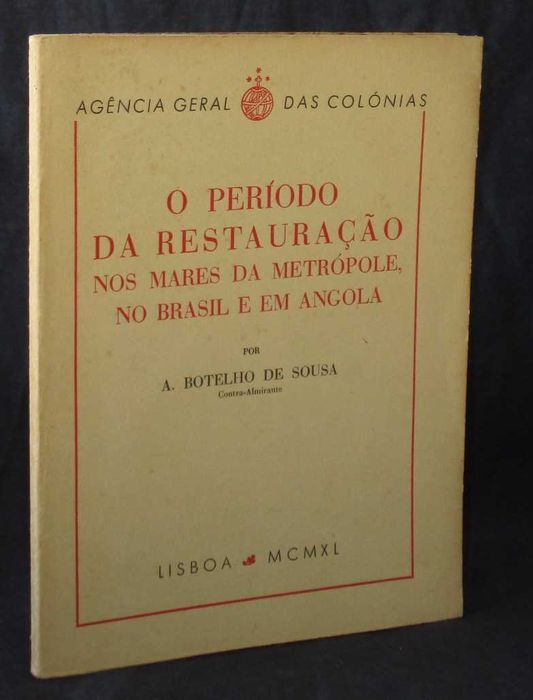 AGÊNCIA GERAL DAS COLÓNIAS
O PERÍODO
DA RESTAURAÇÃO
NOS MARES DA METRÓPOLE,
NO BRASIL E EM ANGOLA
POR
A. BOTELHO DE SOUSA
Contra-Almirante
LISBOA MCMXL